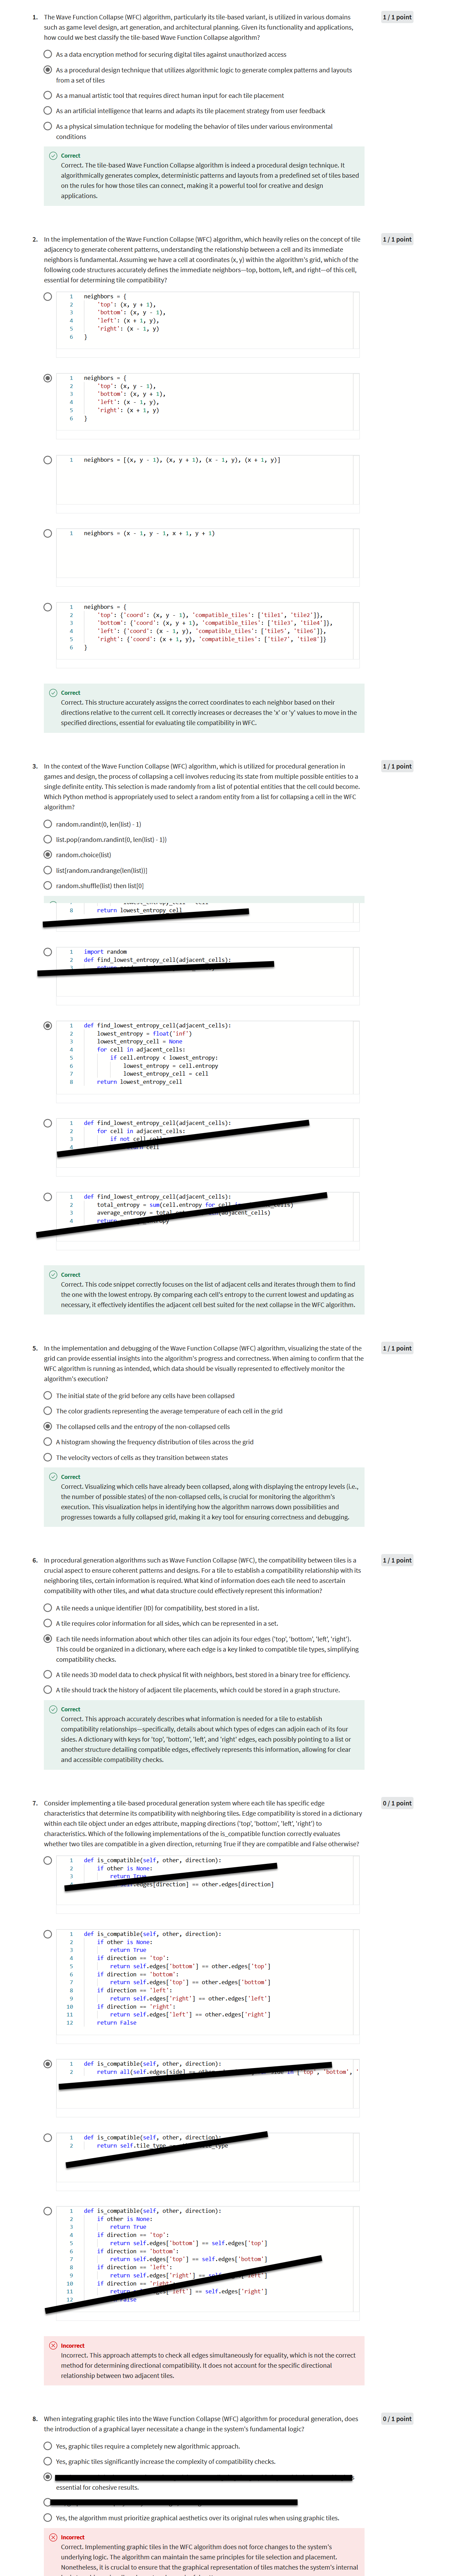 1. The Wave Function Collapse (WFC) algorithm, particularly its tile-based variant, is utilized in various domains 1 / 1 point
such as game level design, art generation, and architectural planning. Given its functionality and applications,
how could we best classify the tile-based Wave Function Collapse algorithm?
As a data encryption method for securing digital tiles against unauthorized access
As a procedural design technique that utilizes algorithmic logic to generate complex patterns and layouts
from a set of tiles
As a manual artistic tool that requires direct human input for each tile placement
As an artificial intelligence that learns and adapts its tile placement strategy from user feedback
As a physical simulation technique for modeling the behavior of tiles under various environmental
conditions
Correct
Correct. The tile-based Wave Function Collapse algorithm is indeed a procedural design technique. It
algorithmically generates complex, deterministic patterns and layouts from a predefined set of tiles based
on the rules for how those tiles can connect, making it a powerful tool for creative and design
applications.
2. In the implementation of the Wave Function Collapse (WFC) algorithm, which heavily relies on the concept of tile 1 / 1 point
adjacency to generate coherent patterns, understanding the relationship between a cell and its immediate
neighbors is fundamental. Assuming we have a cell at coordinates (x, y) within the algorithm's grid, which of the
following code structures accurately defines the immediate neighbors—top, bottom, left, and right—of this cell,
essential for determining tile compatibility?
1 neighbors = {
2 'top': (x, y + 1),
3 'bottom': (x, y - 1),
4 'left': (x + 1, y),
5 'right': (x - 1, y)
6 }
1 neighbors = {
2 'top': (x, y - 1),
3 'bottom': (x, y + 1),
4 'left': (x - 1, y),
5 'right': (x + 1, y)
6 }
1 neighbors = [(x, y - 1), (x, y + 1), (x - 1, y), (x + 1, y)]
1 neighbors = (x - 1, y - 1, x + 1, y + 1)
1 neighbors = {
2 'top': {'coord': (x, y - 1), 'compatible_tiles': ['tile1', 'tile2']},
3 'bottom': {'coord': (x, y + 1), 'compatible_tiles': ['tile3', 'tile4']},
4 'left': {'coord': (x - 1, y), 'compatible_tiles': ['tile5', 'tile6']},
5 'right': {'coord': (x + 1, y), 'compatible_tiles': ['tile7', 'tile8']}
6 }
Correct
Correct. This structure accurately assigns the correct coordinates to each neighbor based on their
directions relative to the current cell. It correctly increases or decreases the 'x' or 'y' values to move in the
specified directions, essential for evaluating tile compatibility in WFC.
3. In the context of the Wave Function Collapse (WFC) algorithm, which is utilized for procedural generation in 1 / 1 point
games and design, the process of collapsing a cell involves reducing its state from multiple possible entities to a
single definite entity. This selection is made randomly from a list of potential entities that the cell could become.
Which Python method is appropriately used to select a random entity from a list for collapsing a cell in the WFC
algorithm?
random.randint(0, len(list) - 1)
list.pop(random.randint(0, len(list) - 1))
random.choice(list)
list[random.randrange(len(list))]
random.shuffle(list) then list[0]
8 return lowest_entropy_cell
1 import random
2 def find_lowest_entropy_cell(adjacent_cells):
3
1 def find_lowest_entropy_cell(adjacent_cells):
2 lowest_entropy = float('inf')
3 lowest_entropy_cell = None
4 for cell in adjacent_cells:
5 if cell.entropy < lowest_entropy:
6 lowest_entropy = cell.entropy
7 lowest_entropy_cell = cell
8 return lowest_entropy_cell
1 def find_lowest_entropy_cell(adjacent_cells):
2 for cell in adjacent_cells:
3 if not
4 cell
1 def find_lowest_entropy_cell(adjacent_cells):
2 total_entropy = sum(cell.entropy for
3 average_entropy =
4
Correct
Correct. This code snippet correctly focuses on the list of adjacent cells and iterates through them to find
the one with the lowest entropy. By comparing each cell's entropy to the current lowest and updating as
necessary, it effectively identifies the adjacent cell best suited for the next collapse in the WFC algorithm.
5. In the implementation and debugging of the Wave Function Collapse (WFC) algorithm, visualizing the state of the 1 / 1 point
grid can provide essential insights into the algorithm's progress and correctness. When aiming to confirm that the
WFC algorithm is running as intended, which data should be visually represented to effectively monitor the
algorithm's execution?
The initial state of the grid before any cells have been collapsed
The color gradients representing the average temperature of each cell in the grid
The collapsed cells and the entropy of the non-collapsed cells
A histogram showing the frequency distribution of tiles across the grid
The velocity vectors of cells as they transition between states
Correct
Correct. Visualizing which cells have already been collapsed, along with displaying the entropy levels (i.e.,
the number of possible states) of the non-collapsed cells, is crucial for monitoring the algorithm's
execution. This visualization helps in identifying how the algorithm narrows down possibilities and
progresses towards a fully collapsed grid, making it a key tool for ensuring correctness and debugging.
6. In procedural generation algorithms such as Wave Function Collapse (WFC), the compatibility between tiles is a 1 / 1 point
crucial aspect to ensure coherent patterns and designs. For a tile to establish a compatibility relationship with its
neighboring tiles, certain information is required. What kind of information does each tile need to ascertain
compatibility with other tiles, and what data structure could effectively represent this information?
A tile needs a unique identifier (ID) for compatibility, best stored in a list.
A tile requires color information for all sides, which can be represented in a set.
Each tile needs information about which other tiles can adjoin its four edges ('top', 'bottom', 'left', 'right').
This could be organized in a dictionary, where each edge is a key linked to compatible tile types, simplifying
compatibility checks.
A tile needs 3D model data to check physical fit with neighbors, best stored in a binary tree for efficiency.
A tile should track the history of adjacent tile placements, which could be stored in a graph structure.
Correct
Correct. This approach accurately describes what information is needed for a tile to establish
compatibility relationships—specifically, details about which types of edges can adjoin each of its four
sides. A dictionary with keys for 'top', 'bottom', 'left', and 'right' edges, each possibly pointing to a list or
another structure detailing compatible edges, effectively represents this information, allowing for clear
and accessible compatibility checks.
7. Consider implementing a tile-based procedural generation system where each tile has specific edge 0 / 1 point
characteristics that determine its compatibility with neighboring tiles. Edge compatibility is stored in a dictionary
within each tile object under an edges attribute, mapping directions ('top', 'bottom', 'left', 'right') to
characteristics. Which of the following implementations of the is_compatible function correctly evaluates
whether two tiles are compatible in a given direction, returning True if they are compatible and False otherwise?
1 def is_compatible(self, other, direction):
2 if other is None:
3 return True
.edges[direction] == other.edges[direction]
1 def is_compatible(self, other, direction):
2 if other is None:
3 return True
4 if direction == 'top':
5 return self.edges['bottom'] == other.edges['top']
6 if direction == 'bottom':
7 return self.edges['top'] == other.edges['bottom']
8 if direction == 'left':
9 return self.edges['right'] == other.edges['left']
10 if direction == 'right':
11 return self.edges['left'] == other.edges['right']
12 return False
1 def is_compatible(self, other, direction):
2 return all(self.edges[side] 'top', 'bottom', '
1 def is_compatible(self, other, direction):
2 return self.tile_type
1 def is_compatible(self, other, direction):
2 if other is None:
3 return True
4 if direction == 'top':
5 return self.edges['bottom'] == self.edges['top']
6 if direction == 'bottom':
7 return self.edges['top'] == self.edges['bottom']
8 if direction == 'left':
9 return self.edges['right'] ==
10 if direction ==
11 'left'] == self.edges['right']
12
Incorrect
Incorrect. This approach attempts to check all edges simultaneously for equality, which is not the correct
method for determining directional compatibility. It does not account for the specific directional
relationship between two adjacent tiles.
8. When integrating graphic tiles into the Wave Function Collapse (WFC) algorithm for procedural generation, does 0 / 1 point
the introduction of a graphical layer necessitate a change in the system's fundamental logic?
Yes, graphic tiles require a completely new algorithmic approach.
Yes, graphic tiles significantly increase the complexity of compatibility checks.
essential for cohesive results.
Yes, the algorithm must prioritize graphical aesthetics over its original rules when using graphic tiles.
Incorrect
Correct. Implementing graphic tiles in the WFC algorithm does not force changes to the system's
underlying logic. The algorithm can maintain the same principles for tile selection and placement.
Nonetheless, it is crucial to ensure that the graphical representation of tiles matches the system's internal